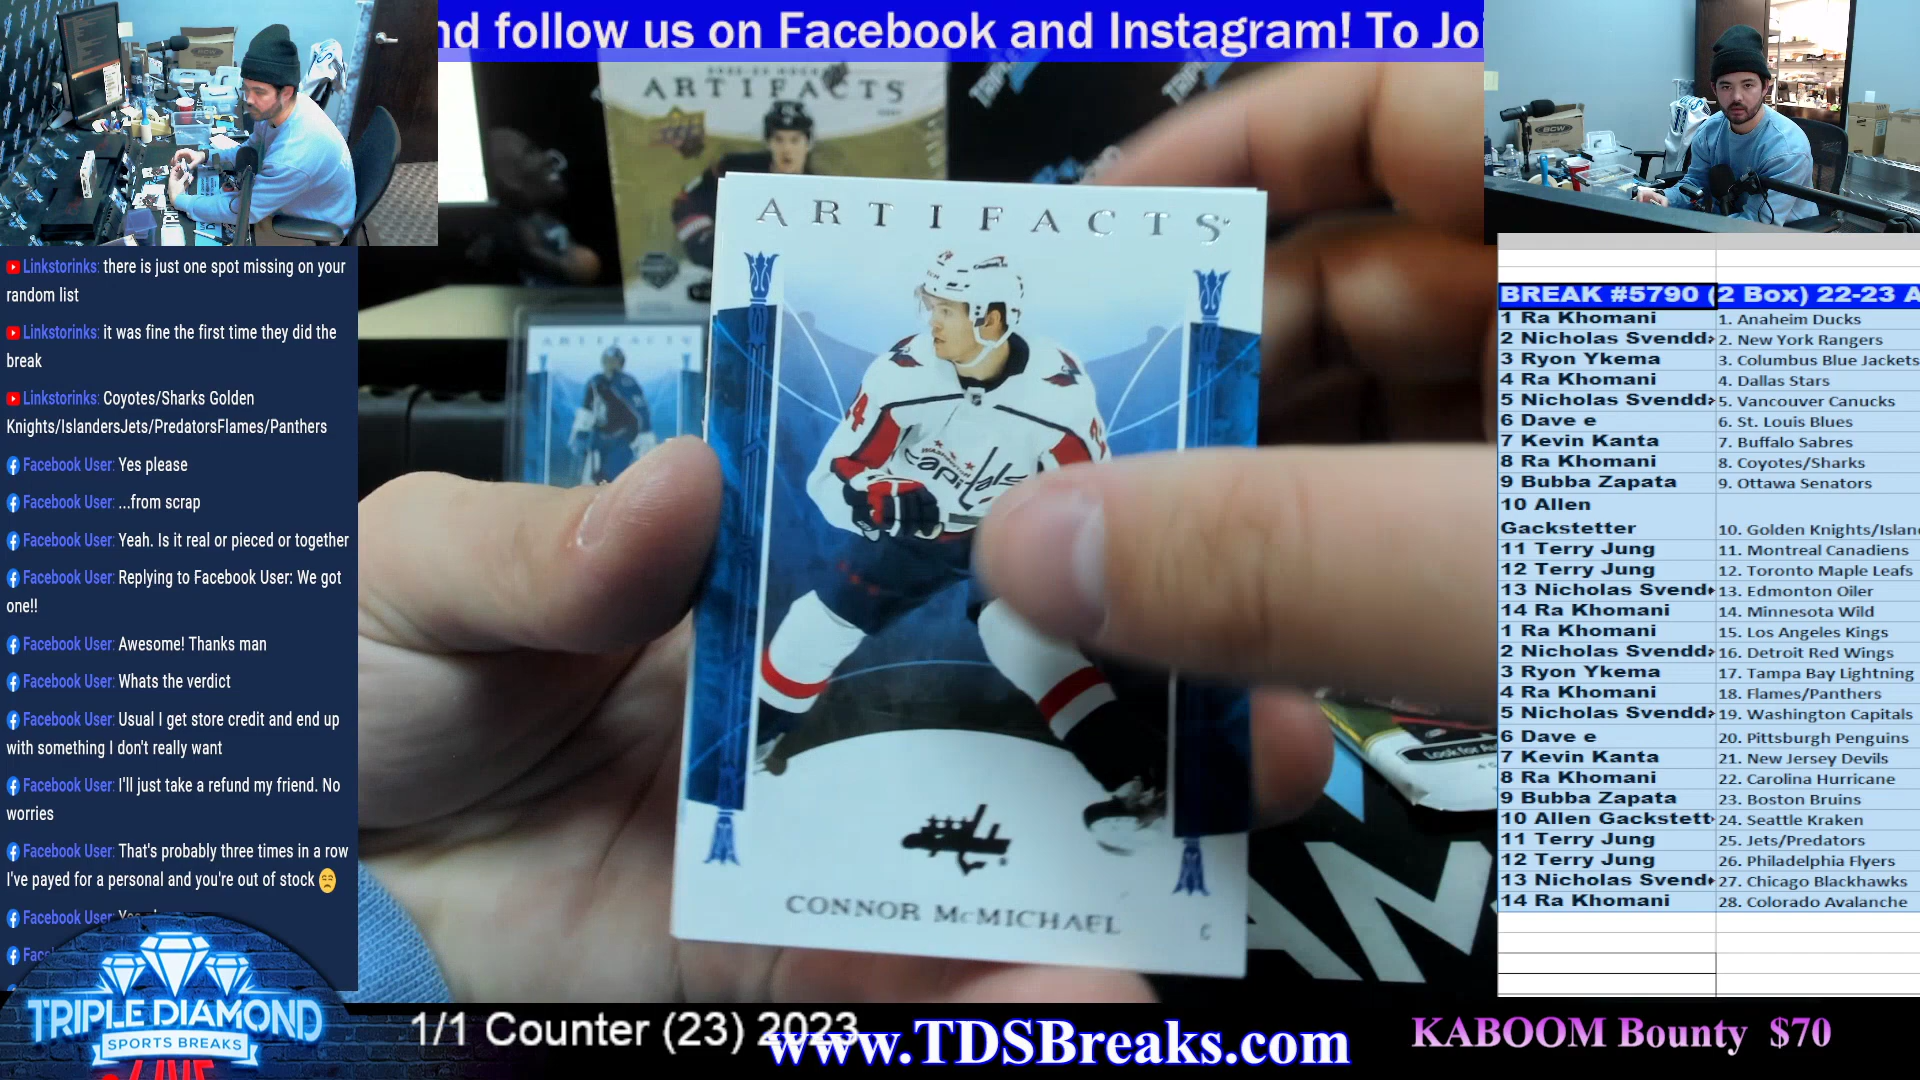 nd follow us on Facebook and Instagram! To Joi
Linkstorinks: there is just one spot missing on your
random list
Linkstorinks: it was fine the first time they did the
break
Linkstorinks: Coyotes/Sharks Golden
Knights/IslandersJets/PredatorsFlames/Panthers
Facebook User: Yes please
Facebook User: ...from scrap
Facebook User: Yeah. Is it real or pieced or together
Facebook User: Replying to Facebook User: We got
one!!
Facebook User: Awesome! Thanks man
Facebook User: Whats the verdict
Facebook User: Usual I get store credit and end up
with something I don't really want
Facebook User: I'll just take a refund my friend. No
worries
Facebook User: That's probably three times in a row
I've payed for a personal and you're out of stock
Facebook User:
TRIPLE DIAMOND
SPORTS BREAKS
LIVE
ARTIFACTS
ARTIFACTS
ARTIFACTS
24
Washington
capitals
CONNOR McMICHAEL
C
BCW
BREAK #5790 (2 Box) 22-23 A
1 Ra Khomani 1. Anaheim Ducks
2 Nicholas Svendd 2. New York Rangers
3 Ryon Ykema 3. Columbus Blue Jackets
4 Ra Khomani 4. Dallas Stars
5 Nicholas Svendd 5. Vancouver Canucks
6 Dave e 6. St. Louis Blues
7 Kevin Kanta 7. Buffalo Sabres
8 Ra Khomani 8. Coyotes/Sharks
9 Bubba Zapata 9. Ottawa Senators
10 Allen
Gackstetter 10. Golden Knights/Islan
11 Terry Jung 11. Montreal Canadiens
12 Terry Jung 12. Toronto Maple Leafs
13 Nicholas Svend 13. Edmonton Oiler
14 Ra Khomani 14. Minnesota Wild
1 Ra Khomani 15. Los Angeles Kings
2 Nicholas Svendd 16. Detroit Red Wings
3 Ryon Ykema 17. Tampa Bay Lightning
4 Ra Khomani 18. Flames/Panthers
5 Nicholas Svendd 19. Washington Capitals
6 Dave e 20. Pittsburgh Penguins
7 Kevin Kanta 21. New Jersey Devils
8 Ra Khomani 22. Carolina Hurricane
9 Bubba Zapata 23. Boston Bruins
10 Allen Gackstett 24. Seattle Kraken
11 Terry Jung 25. Jets/Predators
12 Terry Jung 26. Philadelphia Flyers
13 Nicholas Svend 27. Chicago Blackhawks
14 Ra Khomani 28. Colorado Avalanche
1/1 Counter (23) 2023
www.TDSBreaks.com
KABOOM Bounty $70